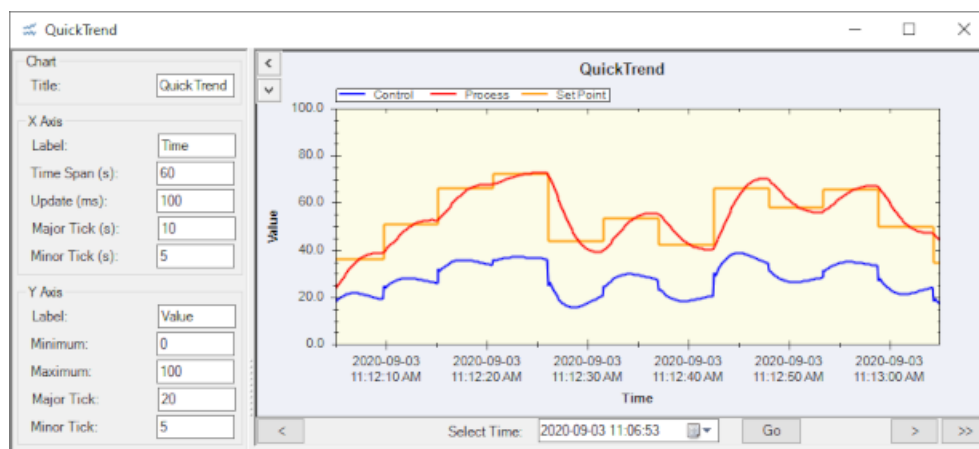 QuickTrend
Chart
Title: QuickTrend
X Axis
Label: Time
Time Span (s): 60
Update (ms): 100
Major Tick (s): 10
Minor Tick (s): 5
Y Axis
Label: Value
Minimum: 0
Maximum: 100
Major Tick: 20
Minor Tick: 5
QuickTrend
Control Process Set Point
100.0
80.0
60.0
40.0
20.0
0.0
Value
2020-09-03 2020-09-03 2020-09-03 2020-09-03 2020-09-03 2020-09-03
11:12:10 AM 11:12:20 AM 11:12:30 AM 11:12:40 AM 11:12:50 AM 11:13:00 AM
Time
< Select Time: 2020-09-03 11:06:53 Go > >>